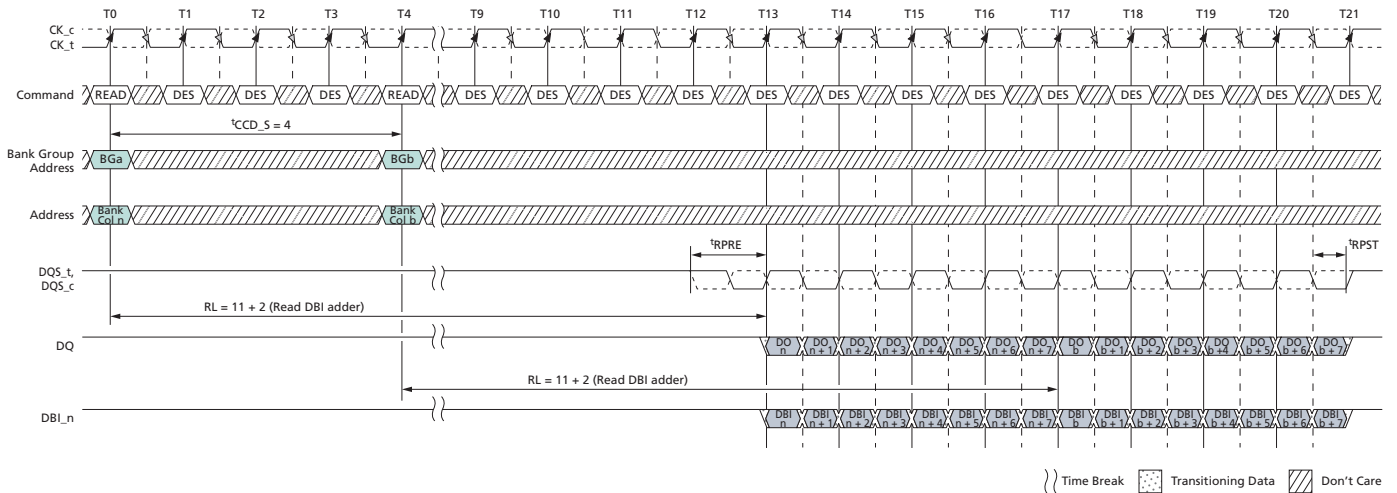 T0 T1 T2 T3 T4 T9 T10 T11 T12 T13 T14 T15 T16 T17 T18 T19 T20 T21
CK_c
CK_t
Command READ DES DES DES READ DES DES DES DES DES DES DES DES DES DES DES DES DES
tCCD_S = 4
Bank Group
Address
BGa BGb
Address
Bank
Col n
Bank
Col b
tRPRE tRPST
DQS_t,
DQS_c
RL = 11 + 2 (Read DBI adder)
DQ
DO DO DO DO DO DO DO DO DO DO DO DO DQ DO DO DO
n n + 1 n + 2 n + 3 n + 4 n + 5 n + 6 n + 7 b b + 1 b + 2 b + 3 b +4 b + 5 b + 6 b + 7
RL = 11 + 2 (Read DBI adder)
DBI_n
DBI DBI DBI DBI DBI DBI DBI DBI DBI DBI DBI DBI DBI DBI DBI DBI
n n + 1 n + 2 n + 3 n + 4 n + 5 n + 6 n + 7 b b + 1 b + 2 b + 3 b + 4 b + 5 b + 6 b + 7
Time Break Transitioning Data Don't Care